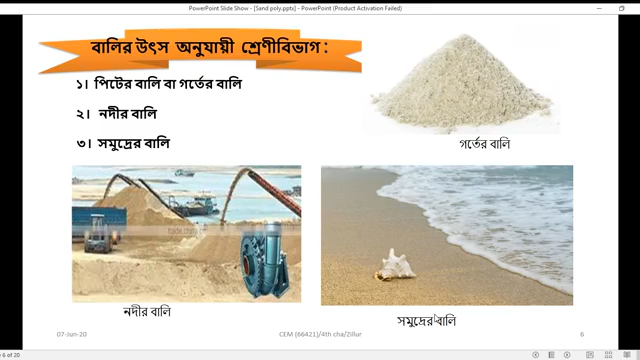 PowerPoint Slide Show - [Sand poly.pptx] - PowerPoint (Product Activation Failed)
বালির উৎস অনুযায়ী শ্রেণীবিভাগ :
১। পিটের বালি বা গর্তের বালি
২। নদীর বালি
৩। সমুদ্রের বালি
গর্তের বালি
নদীর বালি
সমুদ্রের বালি
07-Jun-20
CEM (66421)/4th cha/Zillur
6
6 of 20